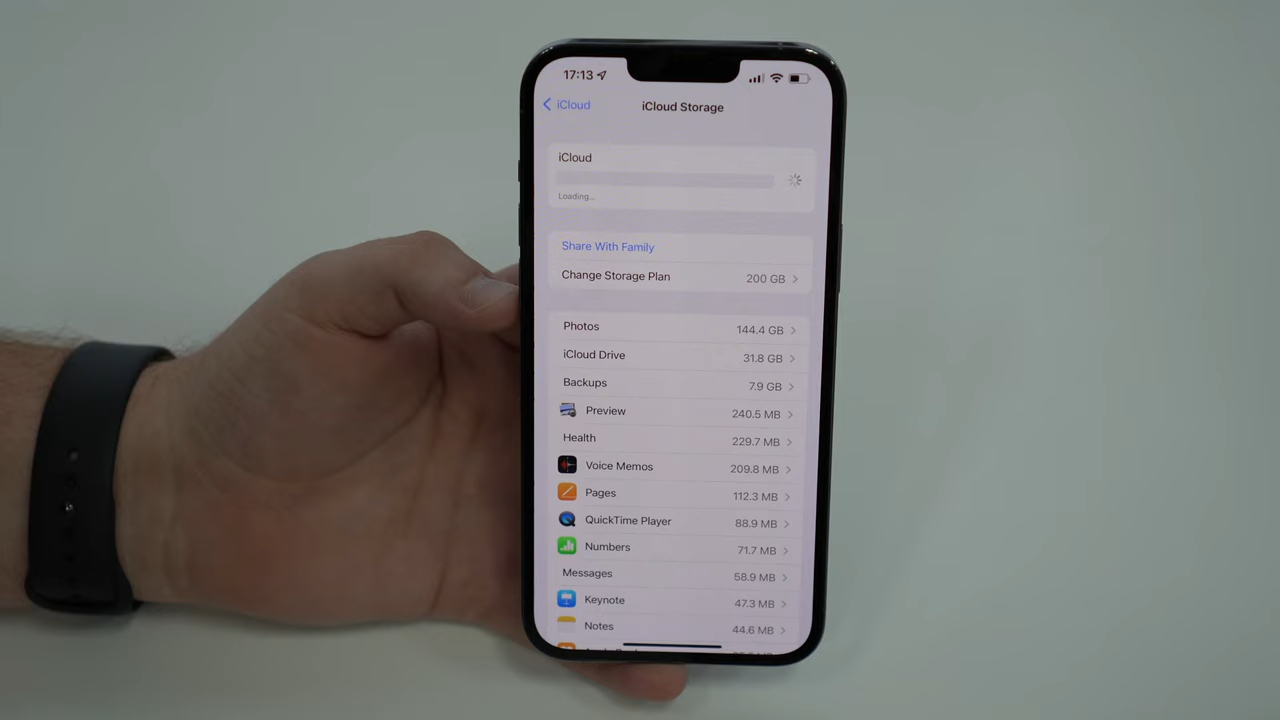 17:13
iCloud
iCloud Storage
iCloud
Loading...
Share With Family
Change Storage Plan 200 GB
Photos 144.4 GB
iCloud Drive 31.8 GB
Backups 7.9 GB
Preview 240.5 MB
Health 229.7 MB
Voice Memos 209.8 MB
Pages 112.3 MB
QuickTime Player 88.9 MB
Numbers 71.7 MB
Messages 58.9 MB
Keynote 47.3 MB
Notes 44.6 MB